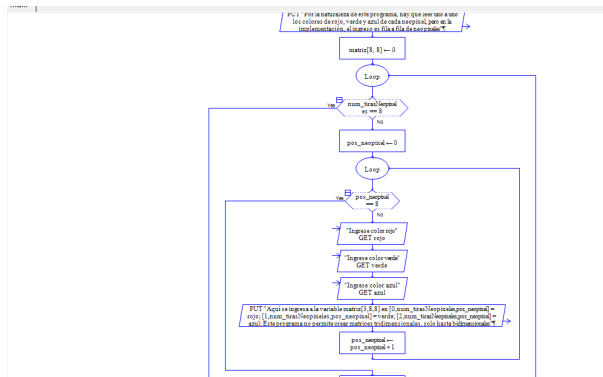 PUT "Por la naturaleza de este programa, hay que leer uno a uno
los colores de rojo, verde y azul de cada neopixel, pero en la
implementación, el ingreso es fila a fila de neopixeles"¶
matriz[8, 8] ← 0
Loop
Yes
num_tirasNeopixel
es == 8
No
pos_neopixel ← 0
Loop
Yes
pos_neopixel
== 8
No
"Ingrese color rojo"
GET rojo
"Ingrese color verde"
GET verde
"Ingrese color azul"
GET azul
PUT "Aqui se ingresa a la variable matriz[3,8,8] en [0,num_tirasNeopixeles,pos_neopixel] =
rojo; [1,num_tirasNeopixeles,pos_neopixel] = verde; [2,num_tirasNeopixeles,pos_neopixel] =
azul; Este programa no permite crear matrices tridimensionales, solo hasta bidimensionales"¶
pos_neopixel ←
pos_neopixel + 1